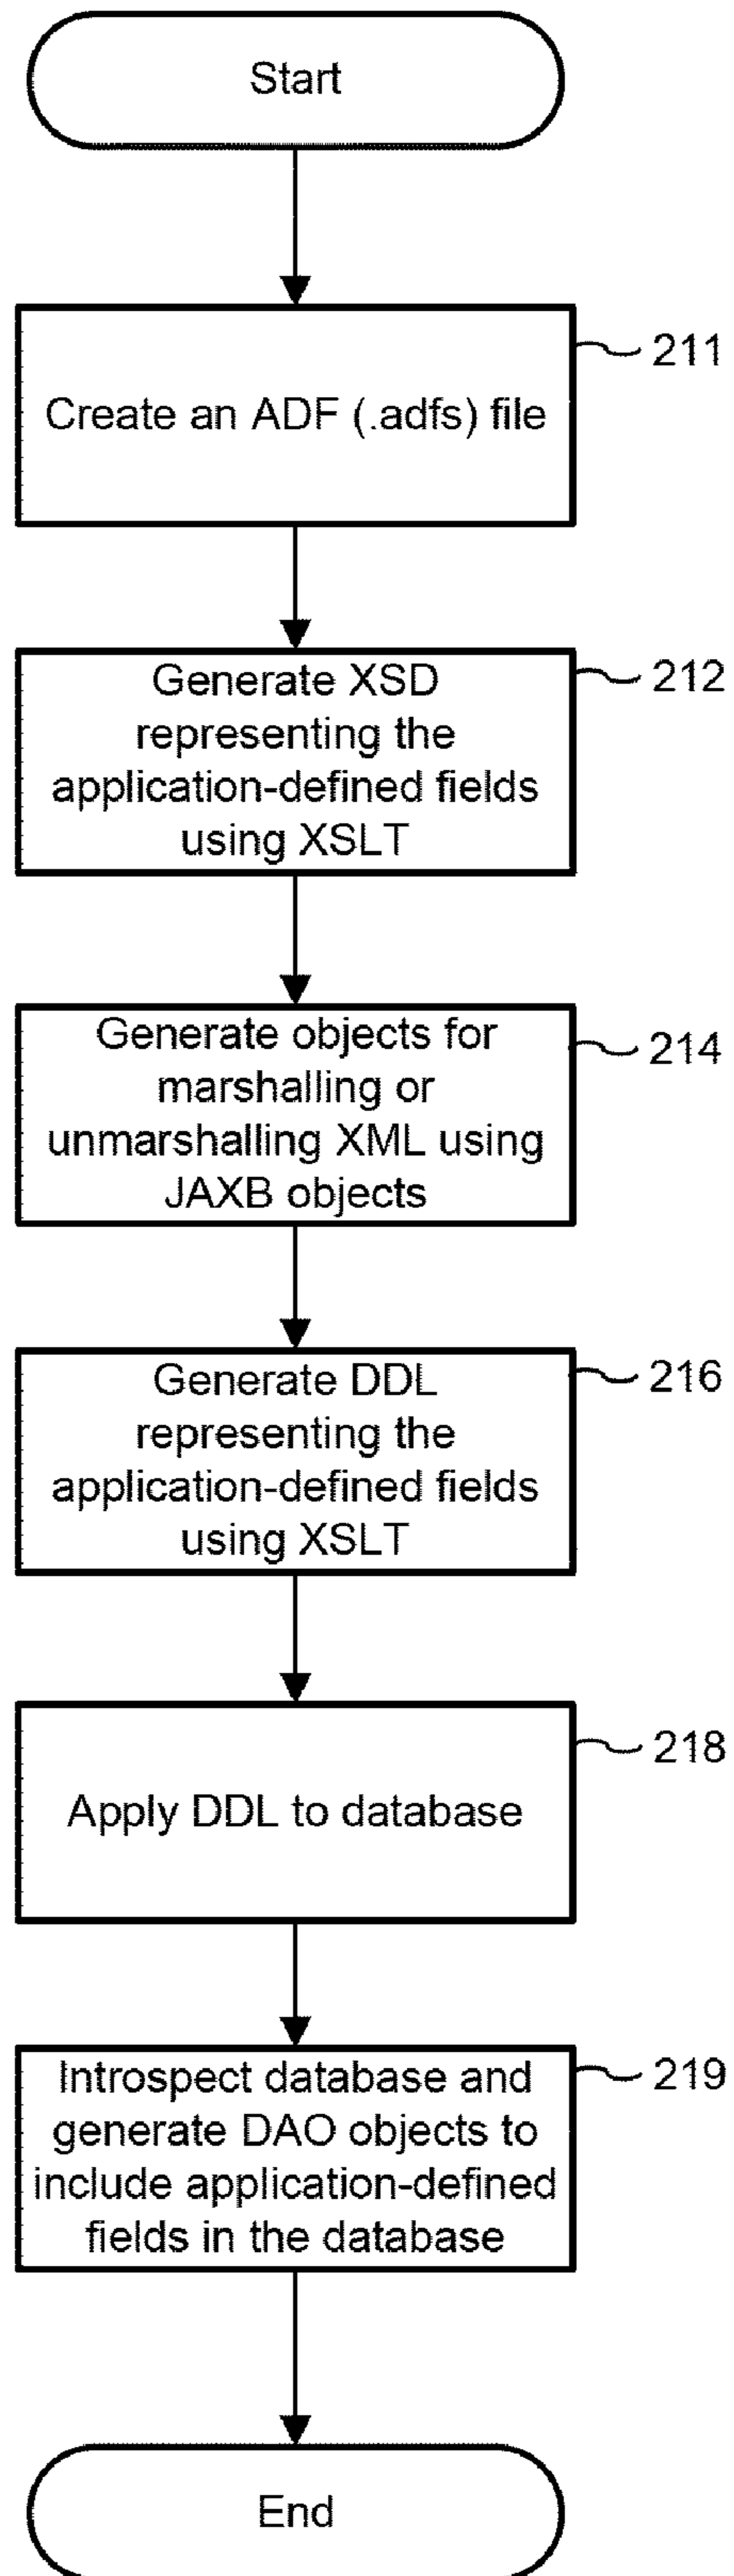 Start
211
Create an ADF (.adfs) file
212
Generate XSD
representing the
application-defined fields
using XSLT
214
Generate objects for
marshalling or
unmarshalling XML using
JAXB objects
216
Generate DDL
representing the
application-defined fields
using XSLT
218
Apply DDL to database
219
Introspect database and
generate DAO objects to
include application-defined
fields in the database
End